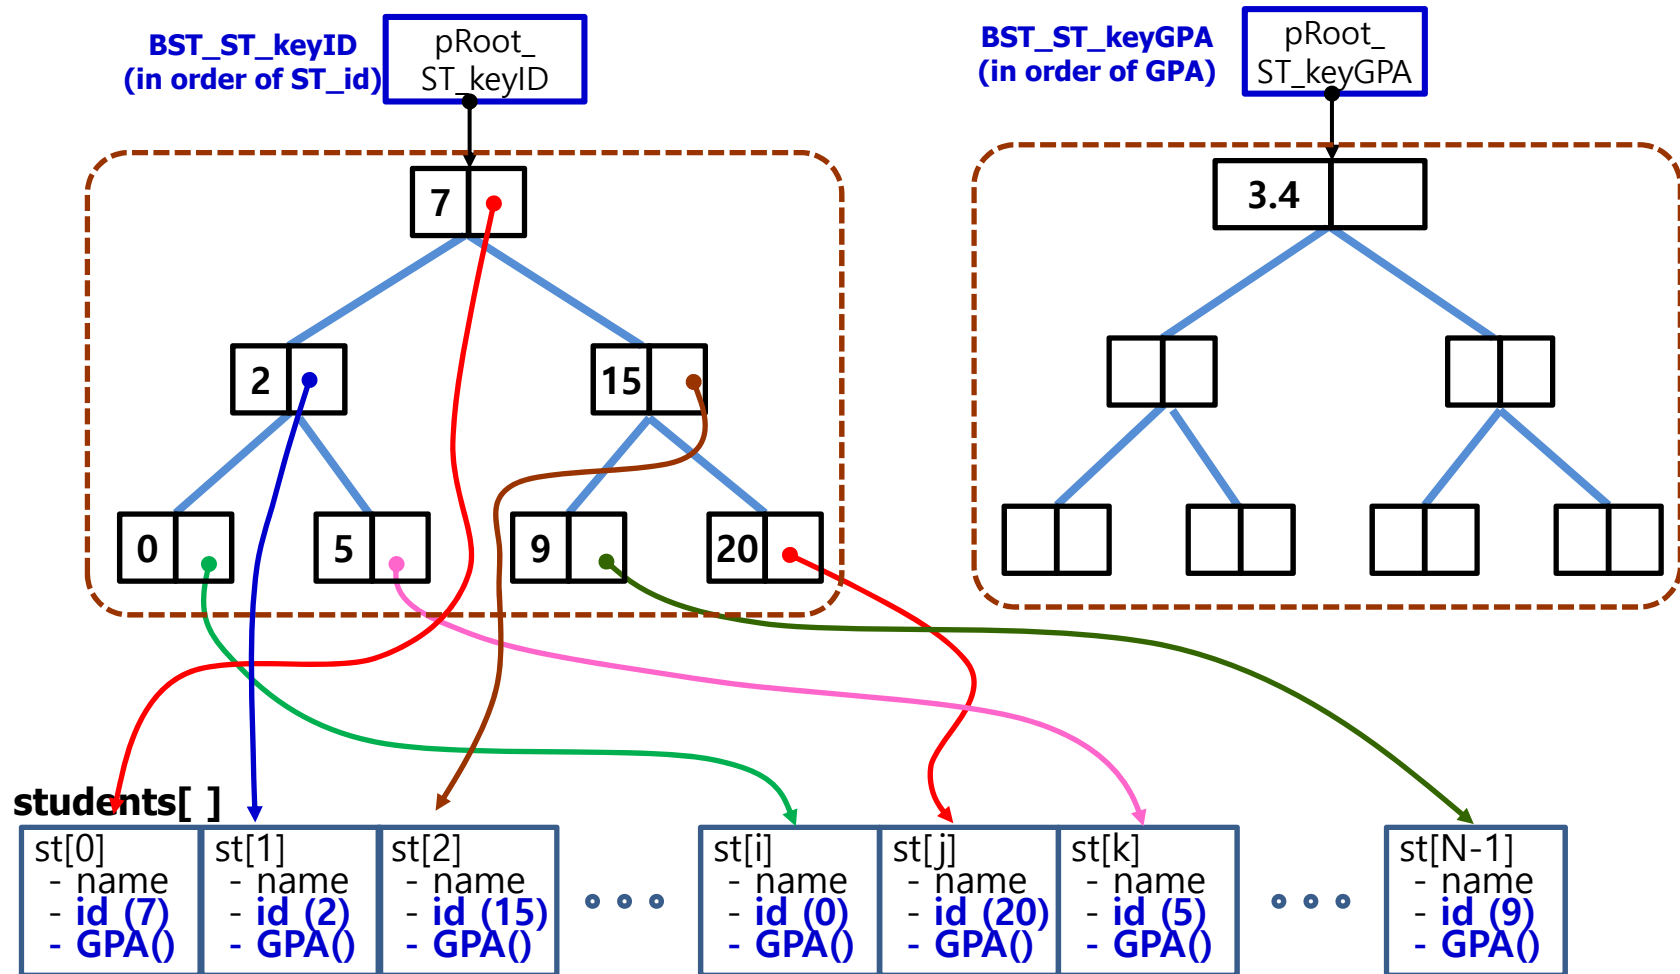 BST_ST_keyID
(in order of ST_id)
pRoot_
ST_keyID
BST_ST_keyGPA
(in order of GPA)
pRoot_
ST_keyGPA
7
3.4
2
15
0
5
9
20
students[ ]
st[0]
- name
- id (7)
- GPA()
st[1]
- name
- id (2)
- GPA()
st[2]
- name
- id (15)
- GPA()
st[i]
- name
- id (0)
- GPA()
st[j]
- name
- id (20)
- GPA()
st[k]
- name
- id (5)
- GPA()
st[N-1]
- name
- id (9)
- GPA()